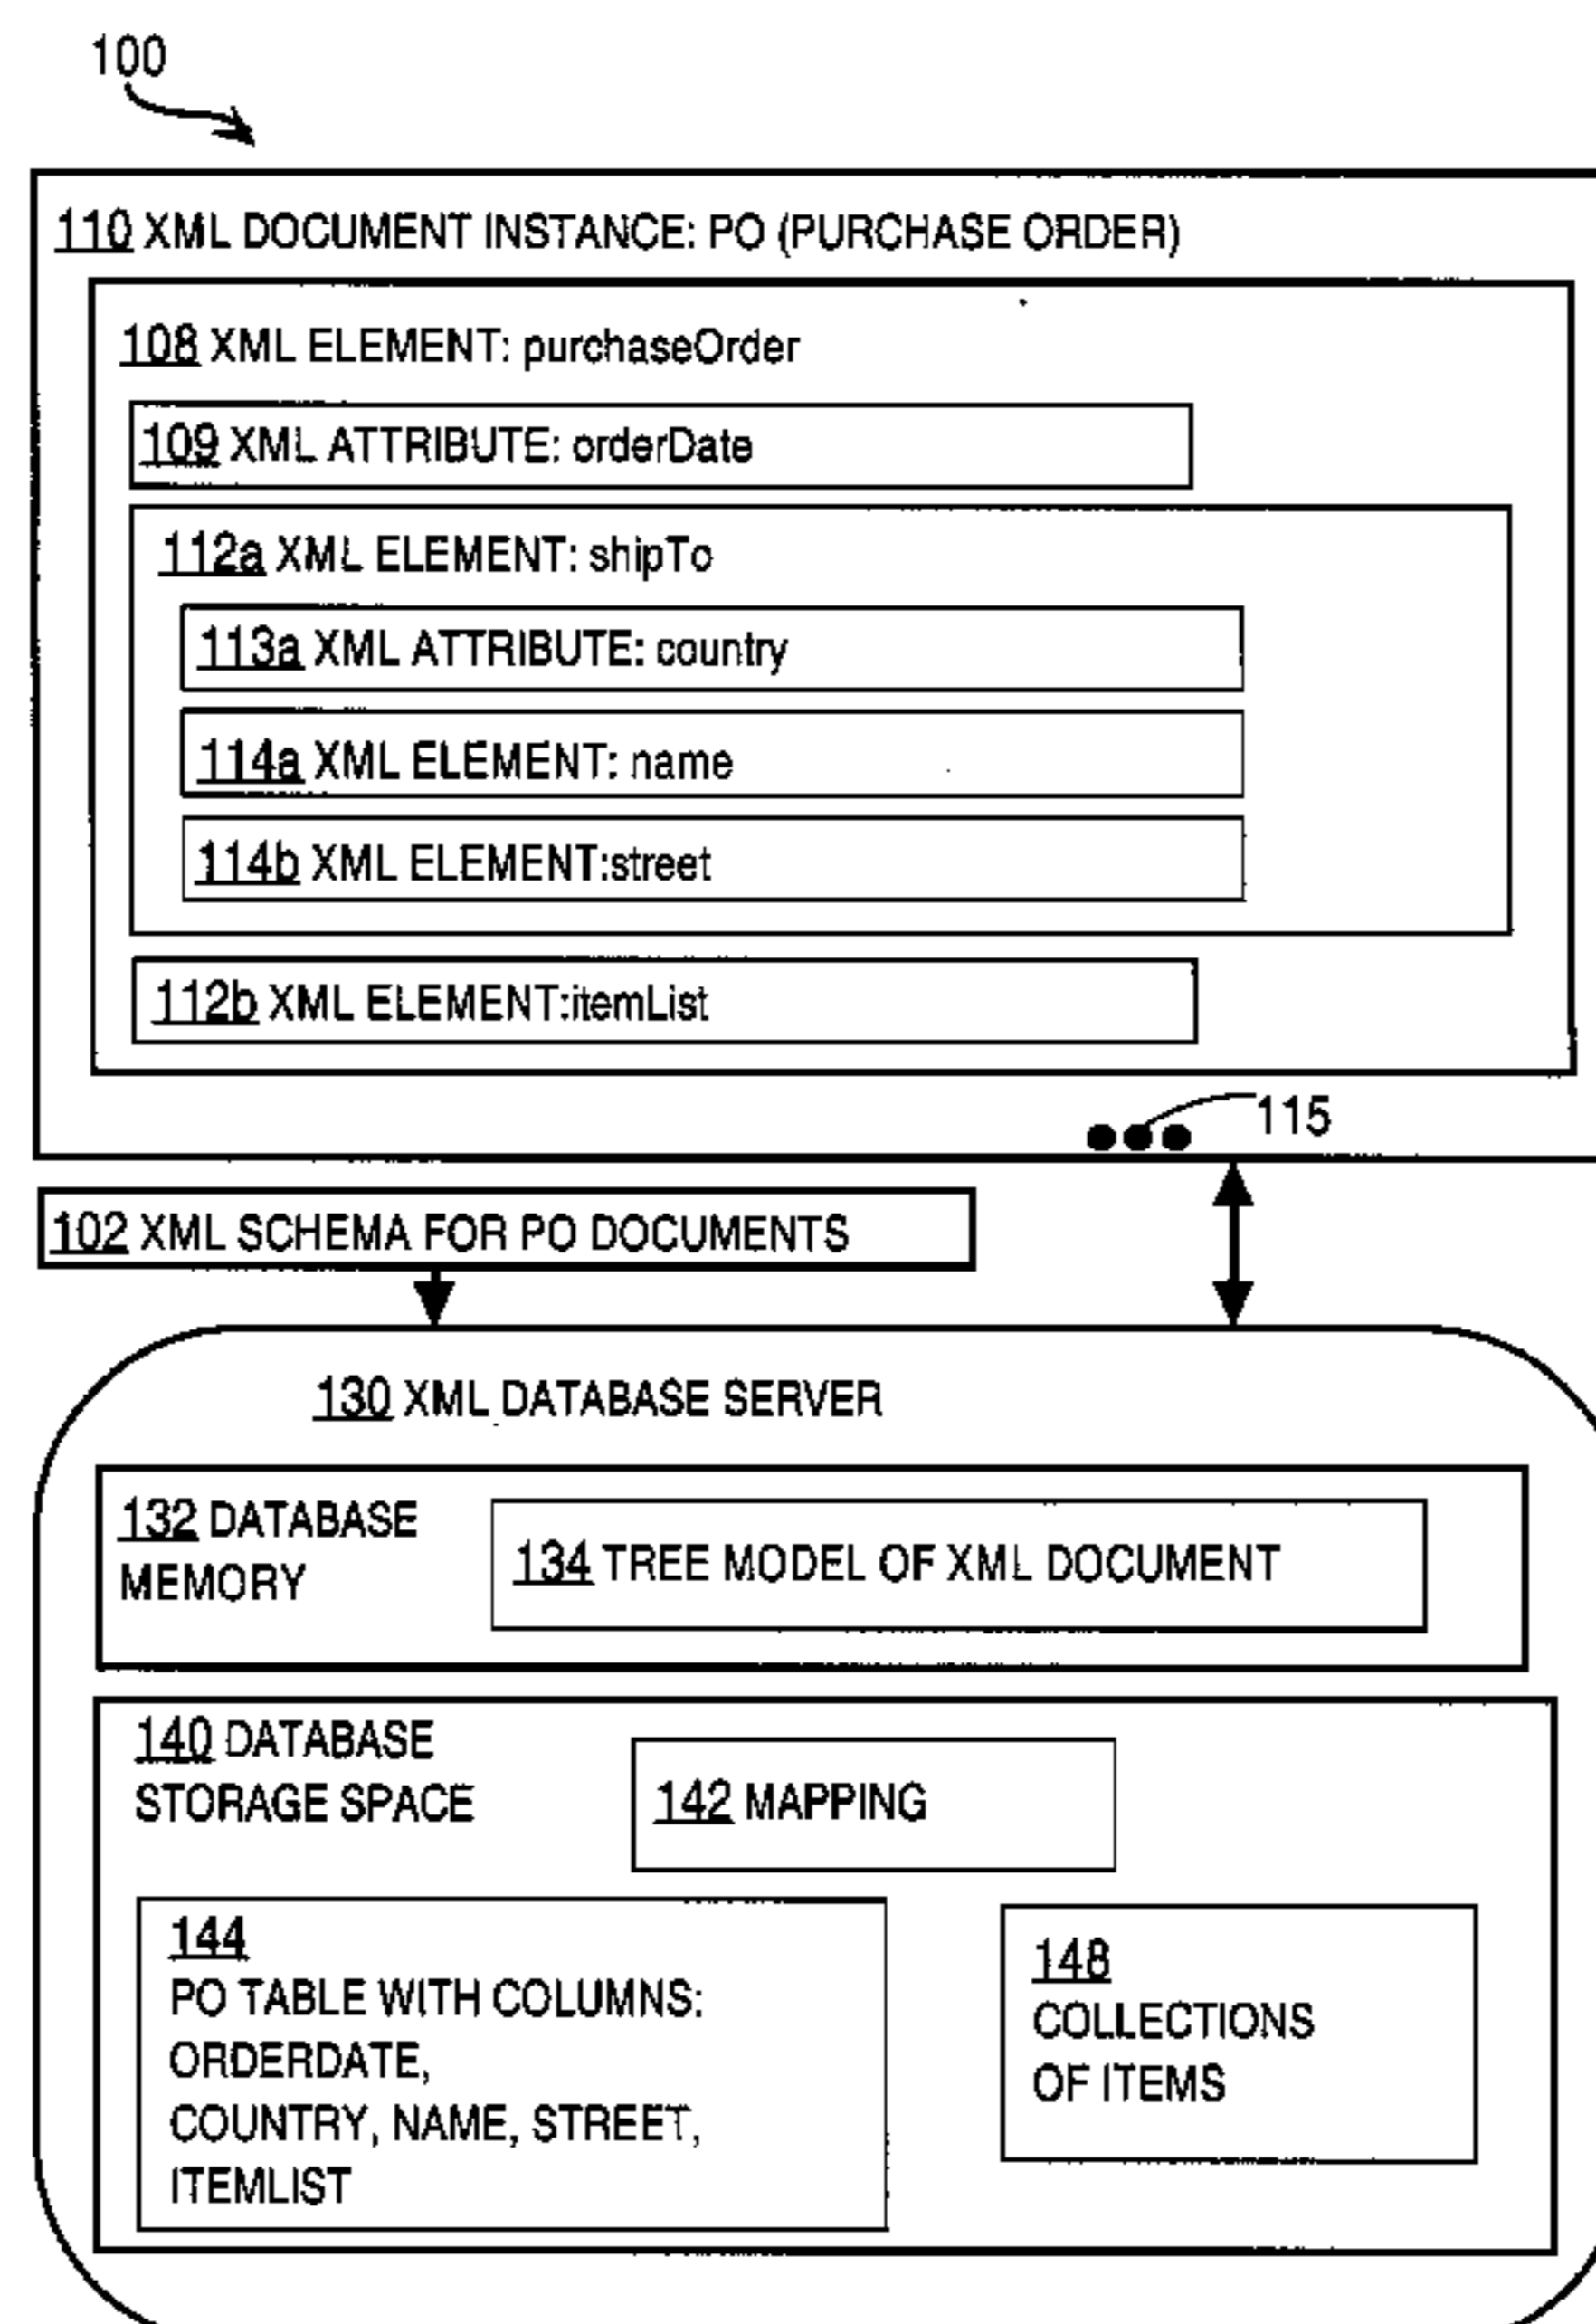 100
110 XML DOCUMENT INSTANCE: PO (PURCHASE ORDER)
108 XML ELEMENT: purchaseOrder
109 XML ATTRIBUTE: orderDate
112a XML ELEMENT: shipTo
113a XML ATTRIBUTE: country
114a XML ELEMENT: name
114b XML ELEMENT:street
112b XML ELEMENT:itemList
115
102 XML SCHEMA FOR PO DOCUMENTS
130 XML DATABASE SERVER
132 DATABASE
MEMORY
134 TREE MODEL OF XML DOCUMENT
140 DATABASE
STORAGE SPACE
142 MAPPING
144
PO TABLE WITH COLUMNS:
ORDERDATE,
COUNTRY, NAME, STREET,
ITEMLIST
148
COLLECTIONS
OF ITEMS